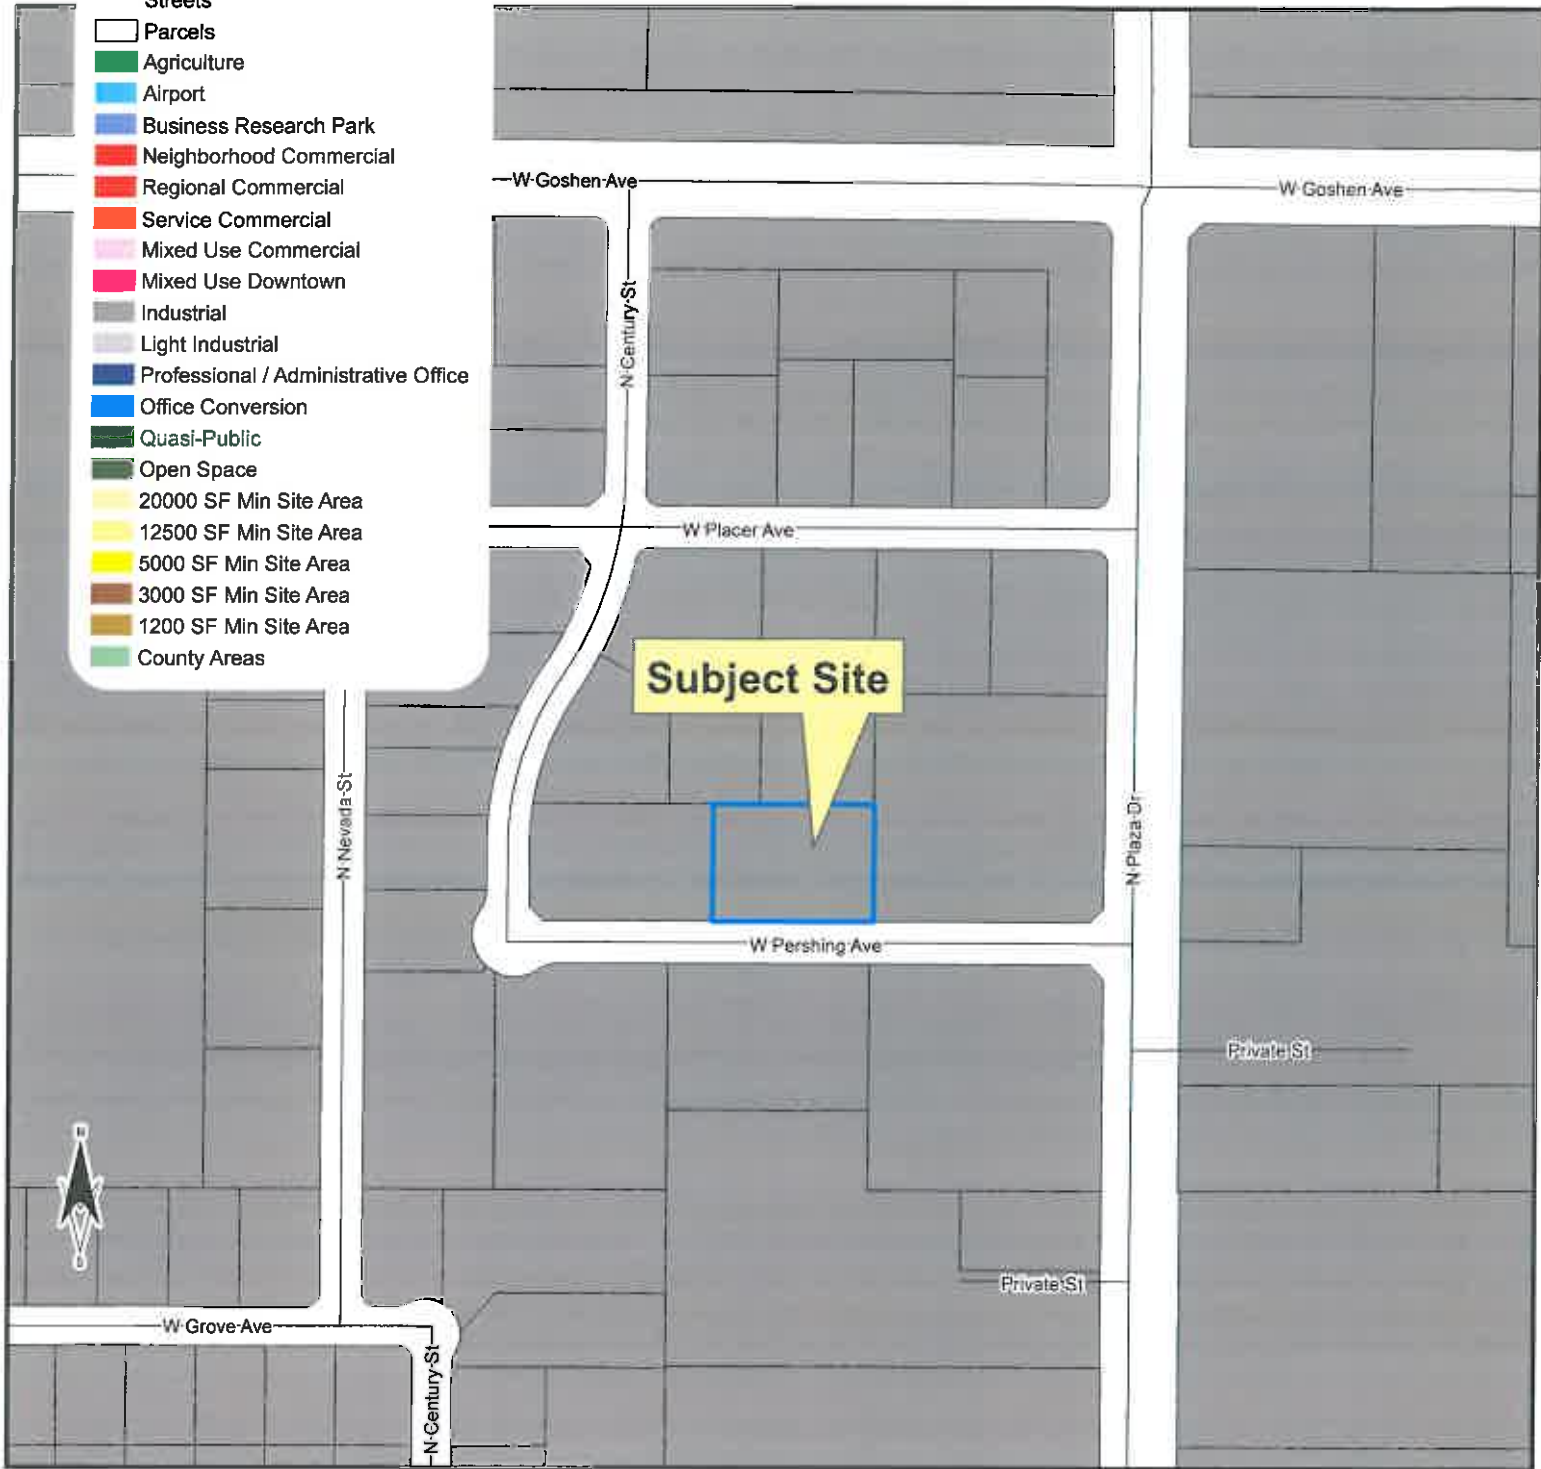 Streets
Parcels
Agriculture
Airport
Business Research Park
Neighborhood Commercial
Regional Commercial
Service Commercial
Mixed Use Commercial
Mixed Use Downtown
Industrial
Light Industrial
Professional / Administrative Office
Office Conversion
Quasi-Public
Open Space
20000 SF Min Site Area
12500 SF Min Site Area
5000 SF Min Site Area
3000 SF Min Site Area
1200 SF Min Site Area
County Areas
W Goshen Ave
W Goshen Ave
N Century St
W Placer Ave
Subject Site
N Nevada St
N Plaza Dr
W Pershing Ave
Private St
N
Private St
W Grove Ave
N Century St